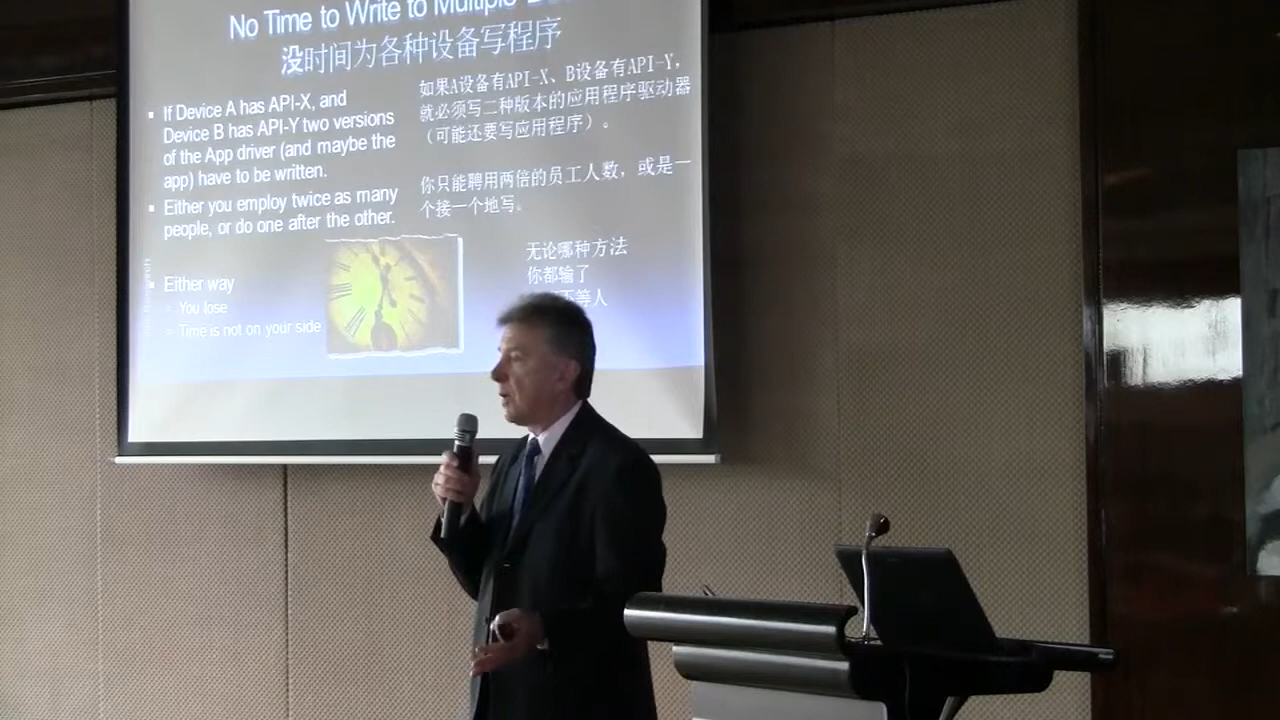 No Time to Write to Multiple
没时间为各种设备写程序
If Device A has API-X, and
Device B has API-Y two versions
of the App driver (and maybe the
app) have to be written.
Either you employ twice as many
people, or do one after the other.
Either way
You lose
Time is not on your side
如果A设备有API-X、B设备有API-Y,
就必须写二种版本的应用程序驱动器
(可能还要写应用程序)。
你只能聘用两倍的员工人数，或是一
个接一个地写。
无论哪种方法
你都输了
不等人